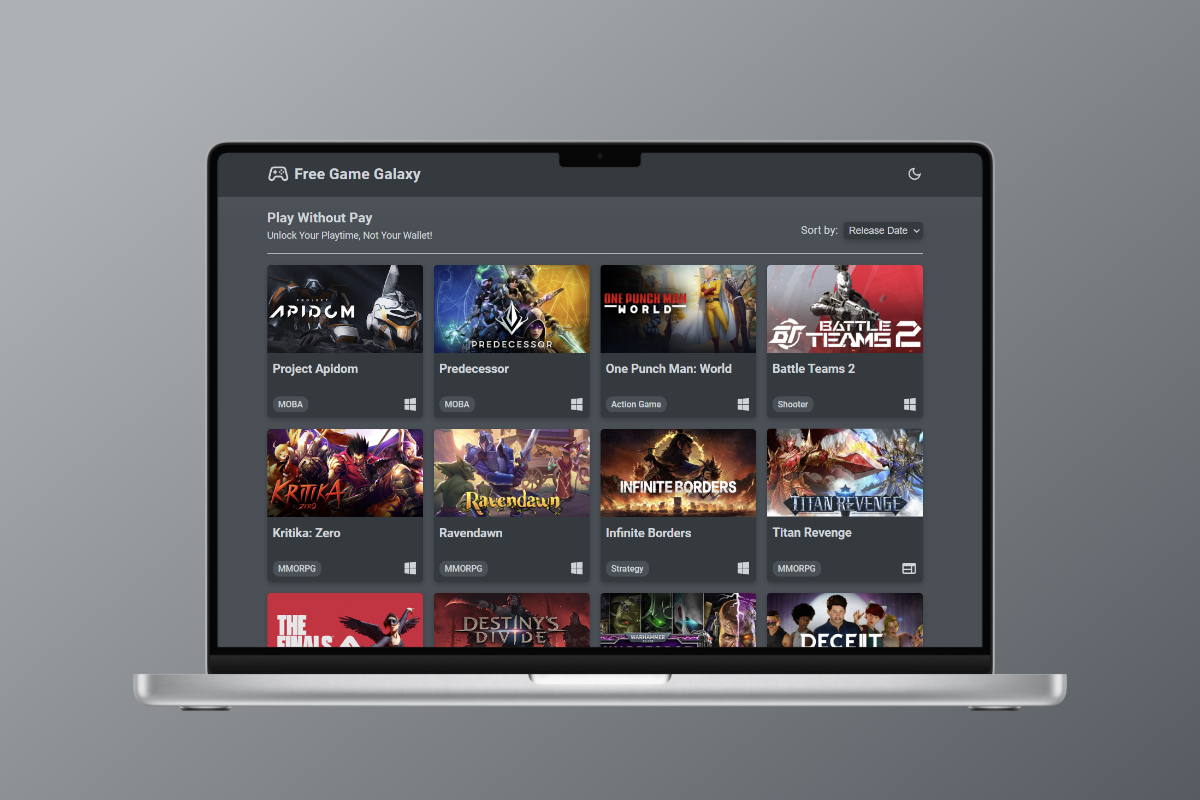 Free Game Galaxy
Play Without Pay
Unlock Your Playtime, Not Your Wallet!
Sort by: Release Date
PROJECT
APIDOM
PREDECESSOR
ONE PUNCH MAN
WORLD
BATTLE
TEAMS 2
Project Apidom
Predecessor
One Punch Man: World
Battle Teams 2
MOBA
MOBA
Action Game
Shooter
KRITIKA
ZERO
Ravendawn
INFINITE BORDERS
TITAN REVENGE
Kritika: Zero
Ravendawn
Infinite Borders
Titan Revenge
MMORPG
MMORPG
Strategy
MMORPG
THE
FINALS
DESTINY'S
DIVIDE
WARHAMMER
DECEIT